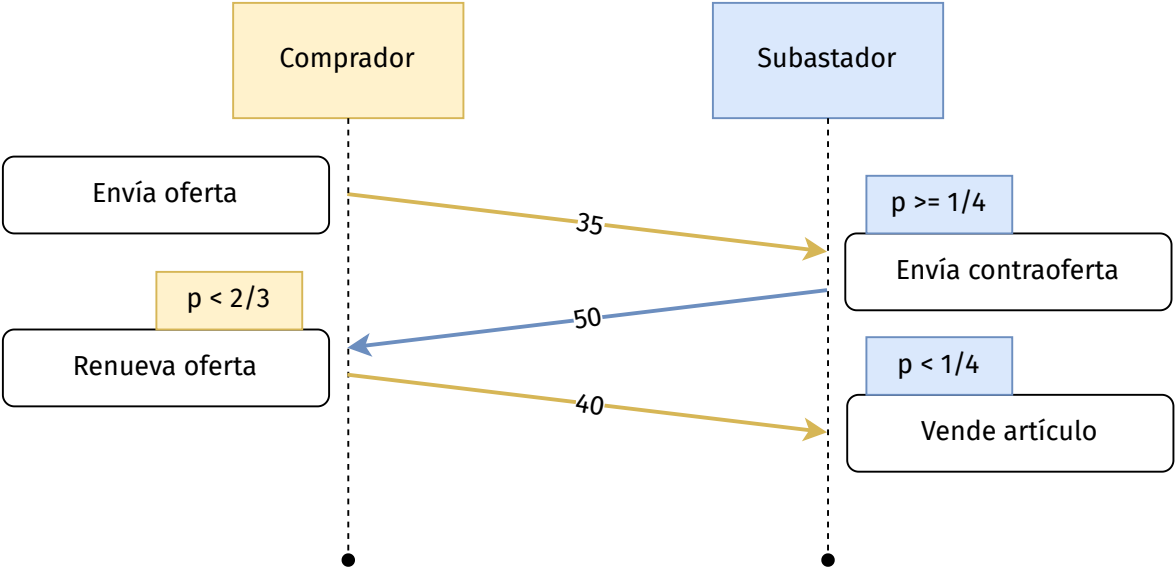 Comprador
Subastador
Envía oferta
35
p >= 1/4
Envía contraoferta
p < 2/3
50
Renueva oferta
p < 1/4
40
Vende artículo